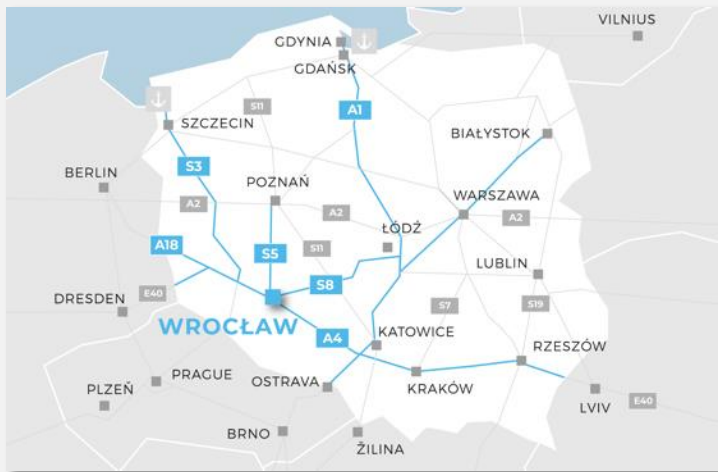 VILNIUS
GDYNIA
GDAŃSK
S11
A1
SZCZECIN
BIAŁYSTOK
S3
BERLIN
POZNAŃ
A2
A2
WARSZAWA
A2
A18
ŁÓDŹ
S5
S11
LUBLIN
E40
S8
DRESDEN
S7
S19
WROCŁAW
A4
KATOWICE
RZESZÓW
PRAGUE
OSTRAVA
KRAKÓW
PLZEŇ
LVIV
E40
BRNO
ŽILINA